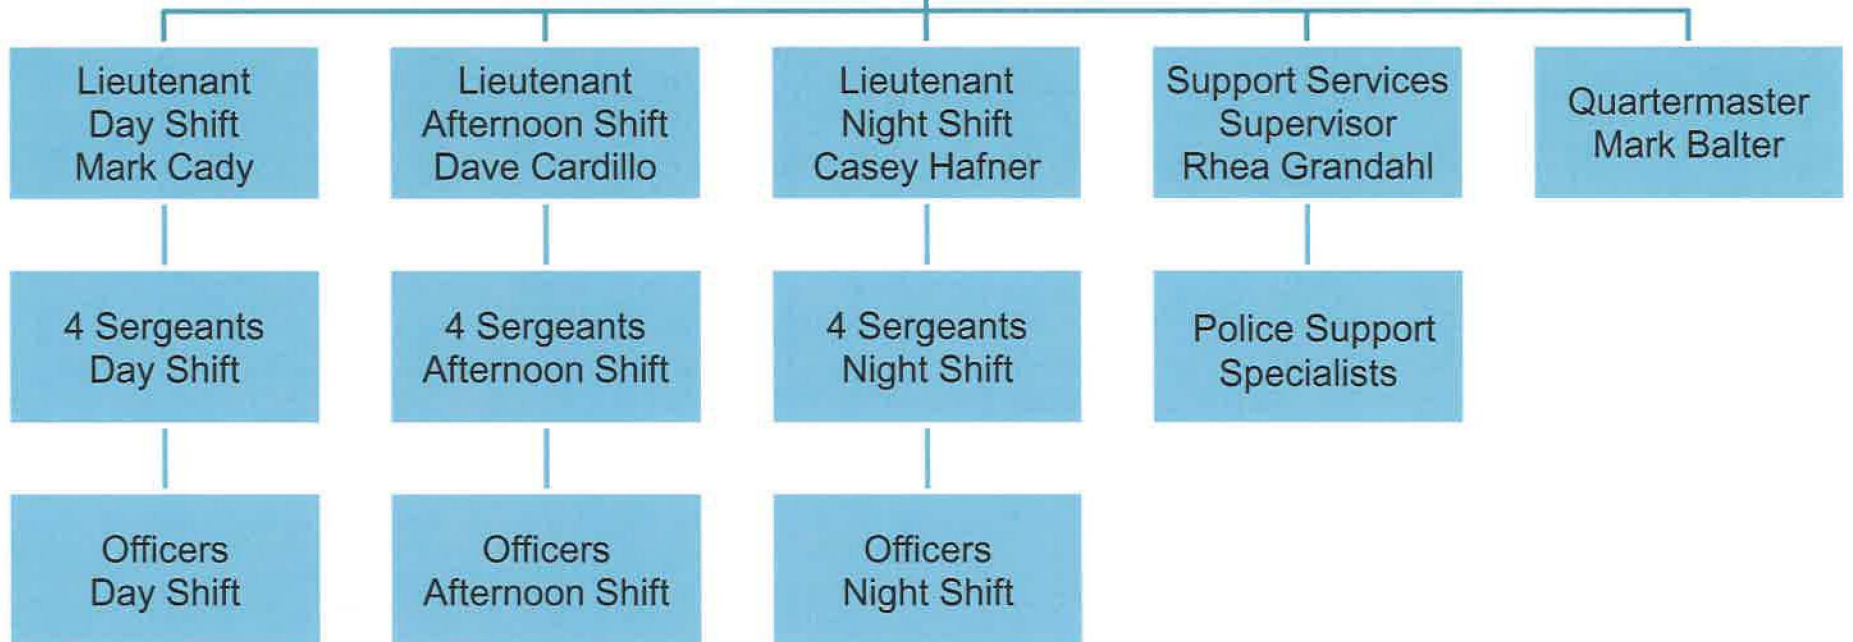 Lieutenant
Day Shift
Mark Cady
Lieutenant
Afternoon Shift
Dave Cardillo
Lieutenant
Night Shift
Casey Hafner
Support Services
Supervisor
Rhea Grandahl
Quartermaster
Mark Balter
4 Sergeants
Day Shift
4 Sergeants
Afternoon Shift
4 Sergeants
Night Shift
Police Support
Specialists
Officers
Day Shift
Officers
Afternoon Shift
Officers
Night Shift